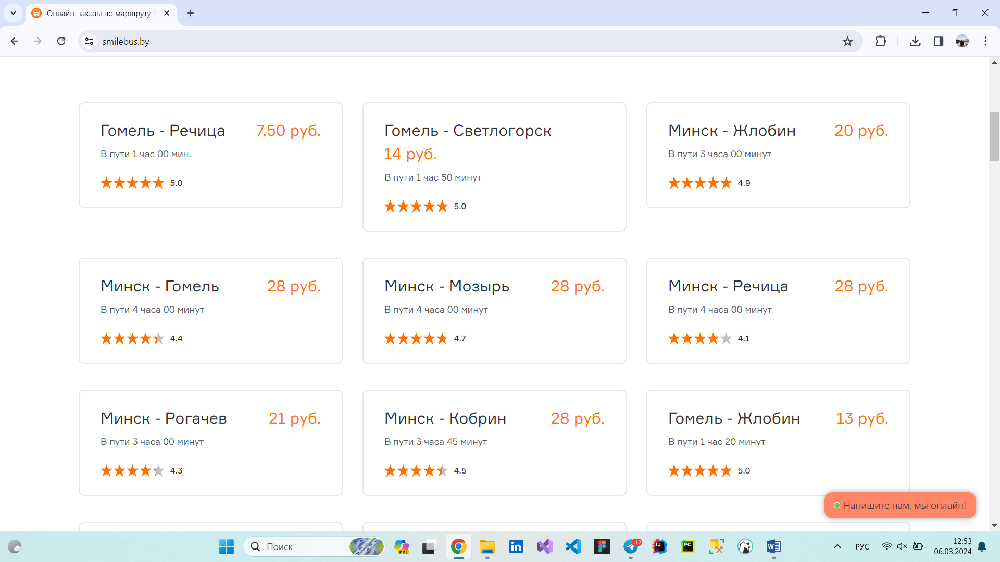 Онлайн-заказы по маршруту
smilebus.by
Гомель - Речица 7.50 руб.
В пути 1 час 00 мин.
5.0
Гомель - Светлогорск
14 руб.
В пути 1 час 50 минут
5.0
Минск - Жлобин 20 руб.
В пути 3 часа 00 минут
4.9
Минск - Гомель 28 руб.
В пути 4 часа 00 минут
4.4
Минск - Мозырь 28 руб.
В пути 4 часа 00 минут
4.7
Минск - Речица 28 руб.
В пути 4 часа 00 минут
4.1
Минск - Рогачев 21 руб.
В пути 3 часа 00 минут
4.3
Минск - Кобрин 28 руб.
В пути 3 часа 45 минут
4.5
Гомель - Жлобин 13 руб.
В пути 1 час 20 минут
5.0
Напишите нам, мы онлайн!
Поиск
PRE
in
12
IJ
PC
W
РУС
12:53
06.03.2024